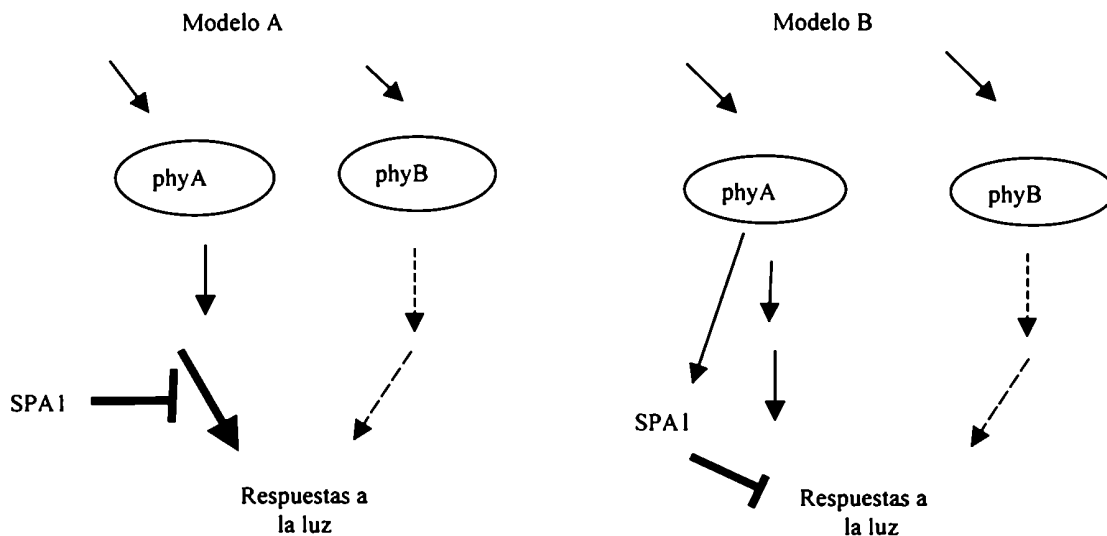 Modelo A
Modelo B
phyA
phyB
phyA
phyB
SPA1
SPA1
Respuestas a
la luz
Respuestas a
la luz